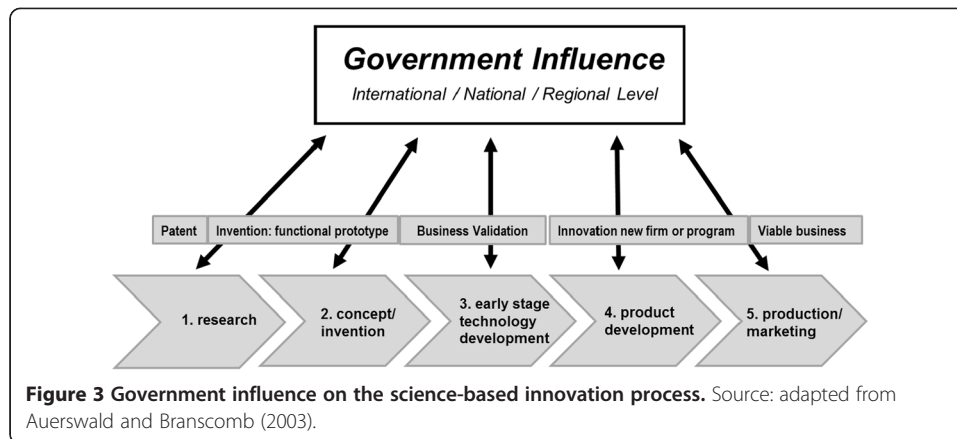 Government Influence
International / National / Regional Level
Patent
Invention: functional prototype
Business Validation
Innovation new firm or program
Viable business
1. research
2. concept/
invention
3. early stage
technology
development
4. product
development
5. production/
marketing
Figure 3 Government influence on the science-based innovation process. Source: adapted from
Auerswald and Branscomb (2003).